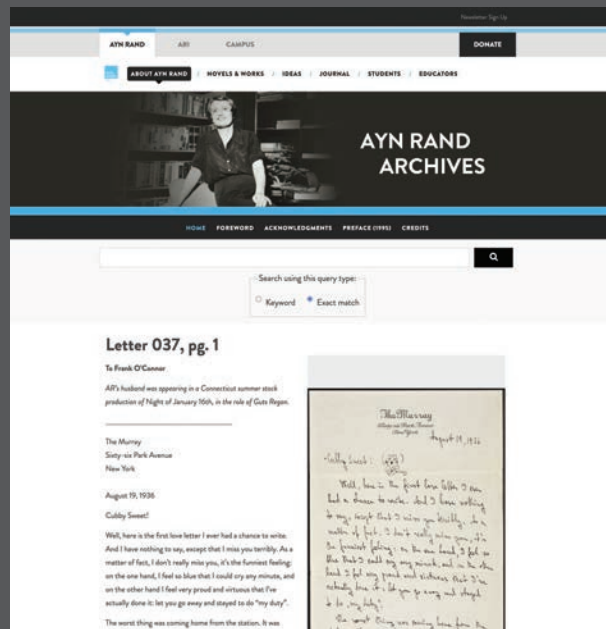 Newsletter Sign Up
AYN RAND
ARI
CAMPUS
DONATE
ABOUT AYN RAND / NOVELS & WORKS / IDEAS / JOURNAL / STUDENTS / EDUCATORS
AYN RAND
ARCHIVES
HOME FOREWORD ACKNOWLEDGMENTS PREFACE (1995) CREDITS
Search using this query type:
Keyword Exact match
Letter 037, pg. 1
To Frank O'Connor
AR's husband was appearing in a Connecticut summer stock
production of Night of January 16th, in the role of Guts Regan.
The Murray
Sixty-six Park Avenue
New York
August 19, 1936
Cubby Sweet!
Well, here is the first love letter I ever had a chance to write.
And I have nothing to say, except that I miss you terribly. As a
matter of fact, I don't really miss you, it's the funniest feeling:
on the one hand, I feel so blue that I could cry any minute, and
on the other hand I feel very proud and virtuous that I've
actually done it: let you go away and stayed to do "my duty".
The worst thing was coming home from the station. It was
The Murray
New York
August 19, 1936
Cubby Sweet!
Well, here is the first love letter I ever
had a chance to write. And I have nothing
to say, except that I miss you terribly. As a
matter of fact, I don't really miss you, it's
the funniest feeling: on the one hand, I feel so
blue that I could cry any minute, and on the other
hand I feel very proud and virtuous that I've
actually done it: let you go away and stayed
to do "my duty".
The worst thing was coming home from the